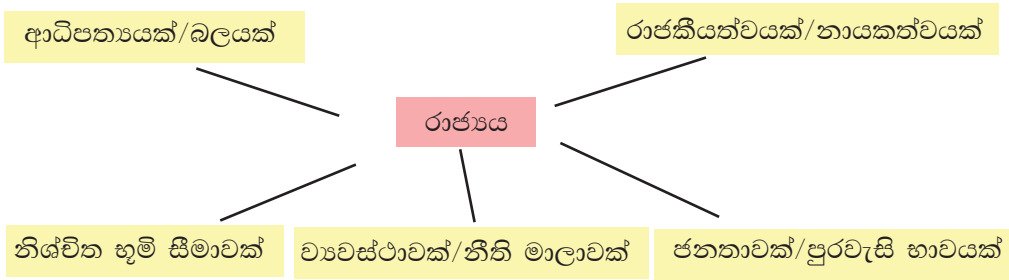 ආධිපත්‍යයක්/බලයක්
රාජකීයත්වයක්/නායකත්වයක්
රාජ්‍යය
නිශ්චිත භූමි සීමාවක්
ව්‍යවස්ථාවක්/නීති මාලාවක්
ජනතාවක්/පුරවැසි භාවයක්